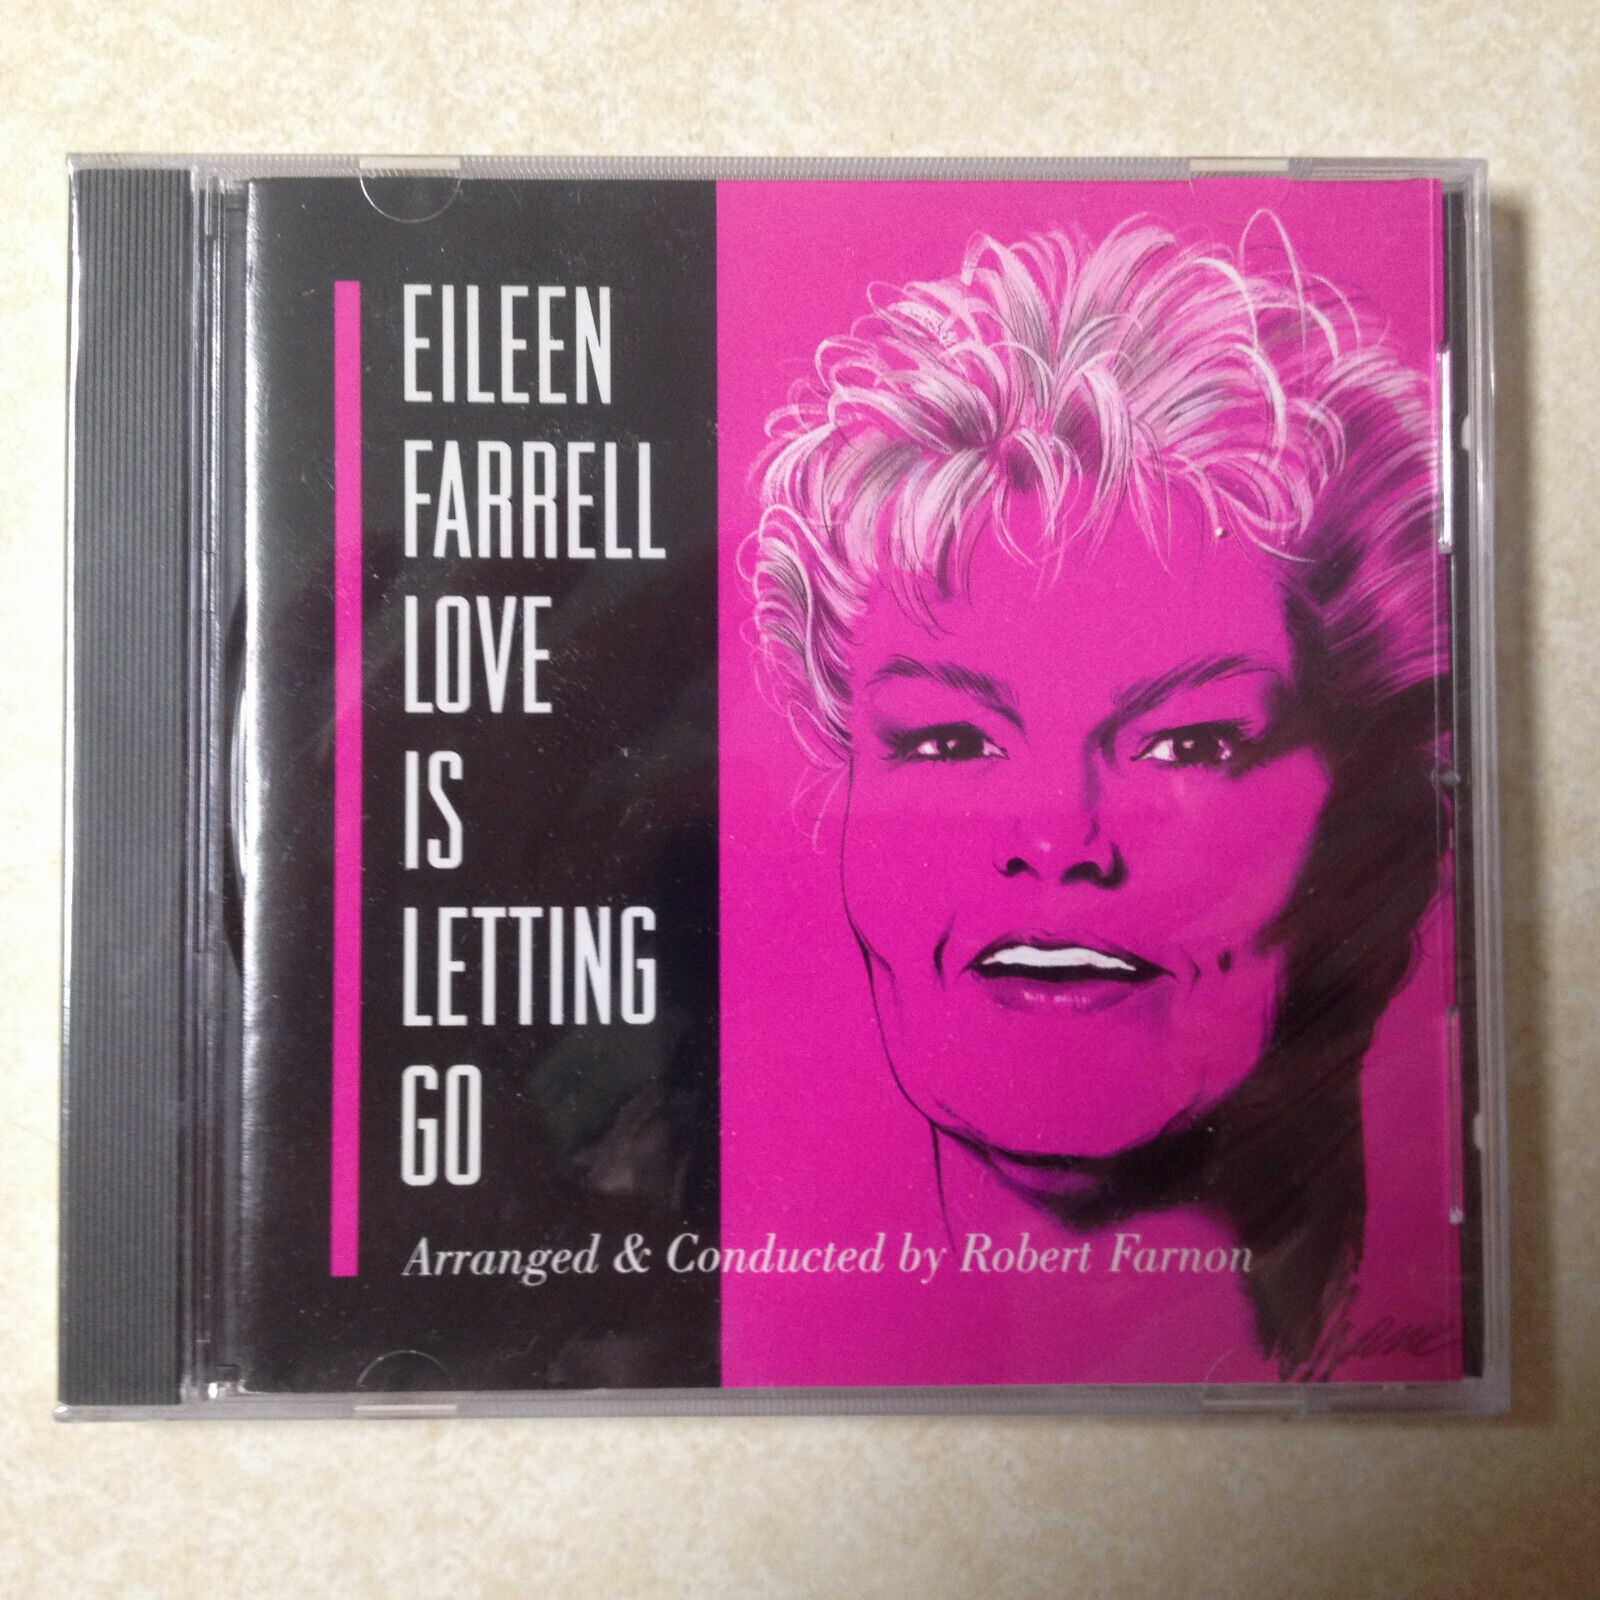 EILEEN
FARRELL
LOVE
IS
LETTING
GO
Arranged & Conducted by Robert Farnon